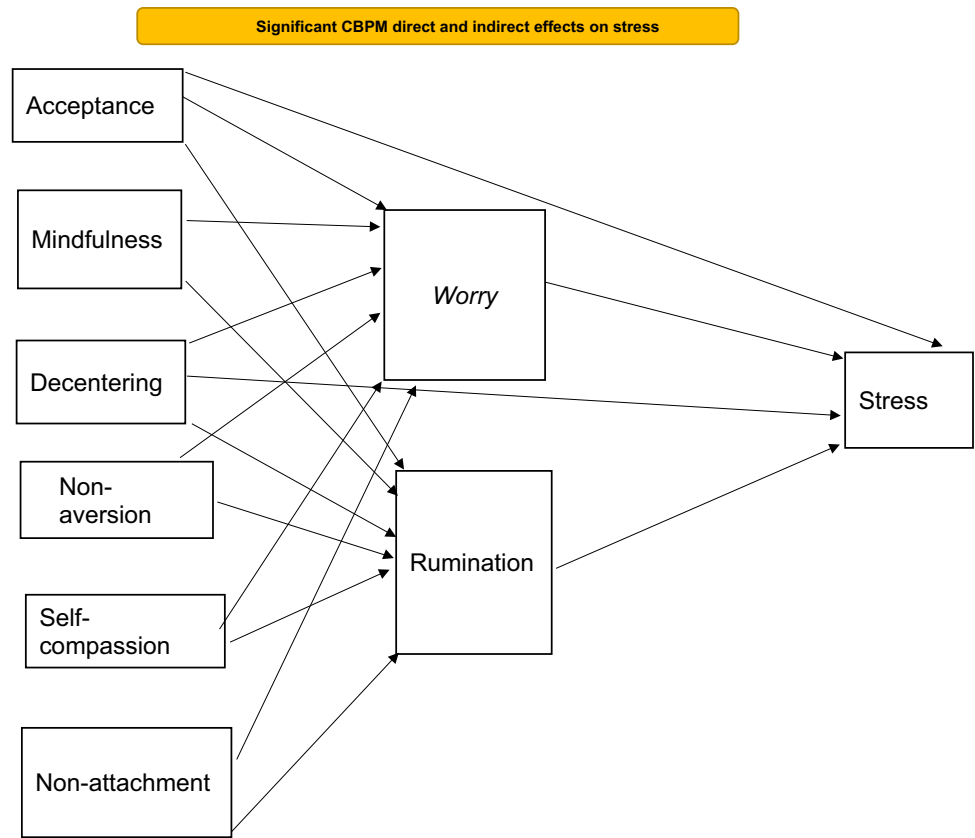 Significant CBPM direct and indirect effects on stress
Acceptance
Mindfulness
Worry
Decentering
Stress
Non-
aversion
Rumination
Self-
compassion
Non-attachment